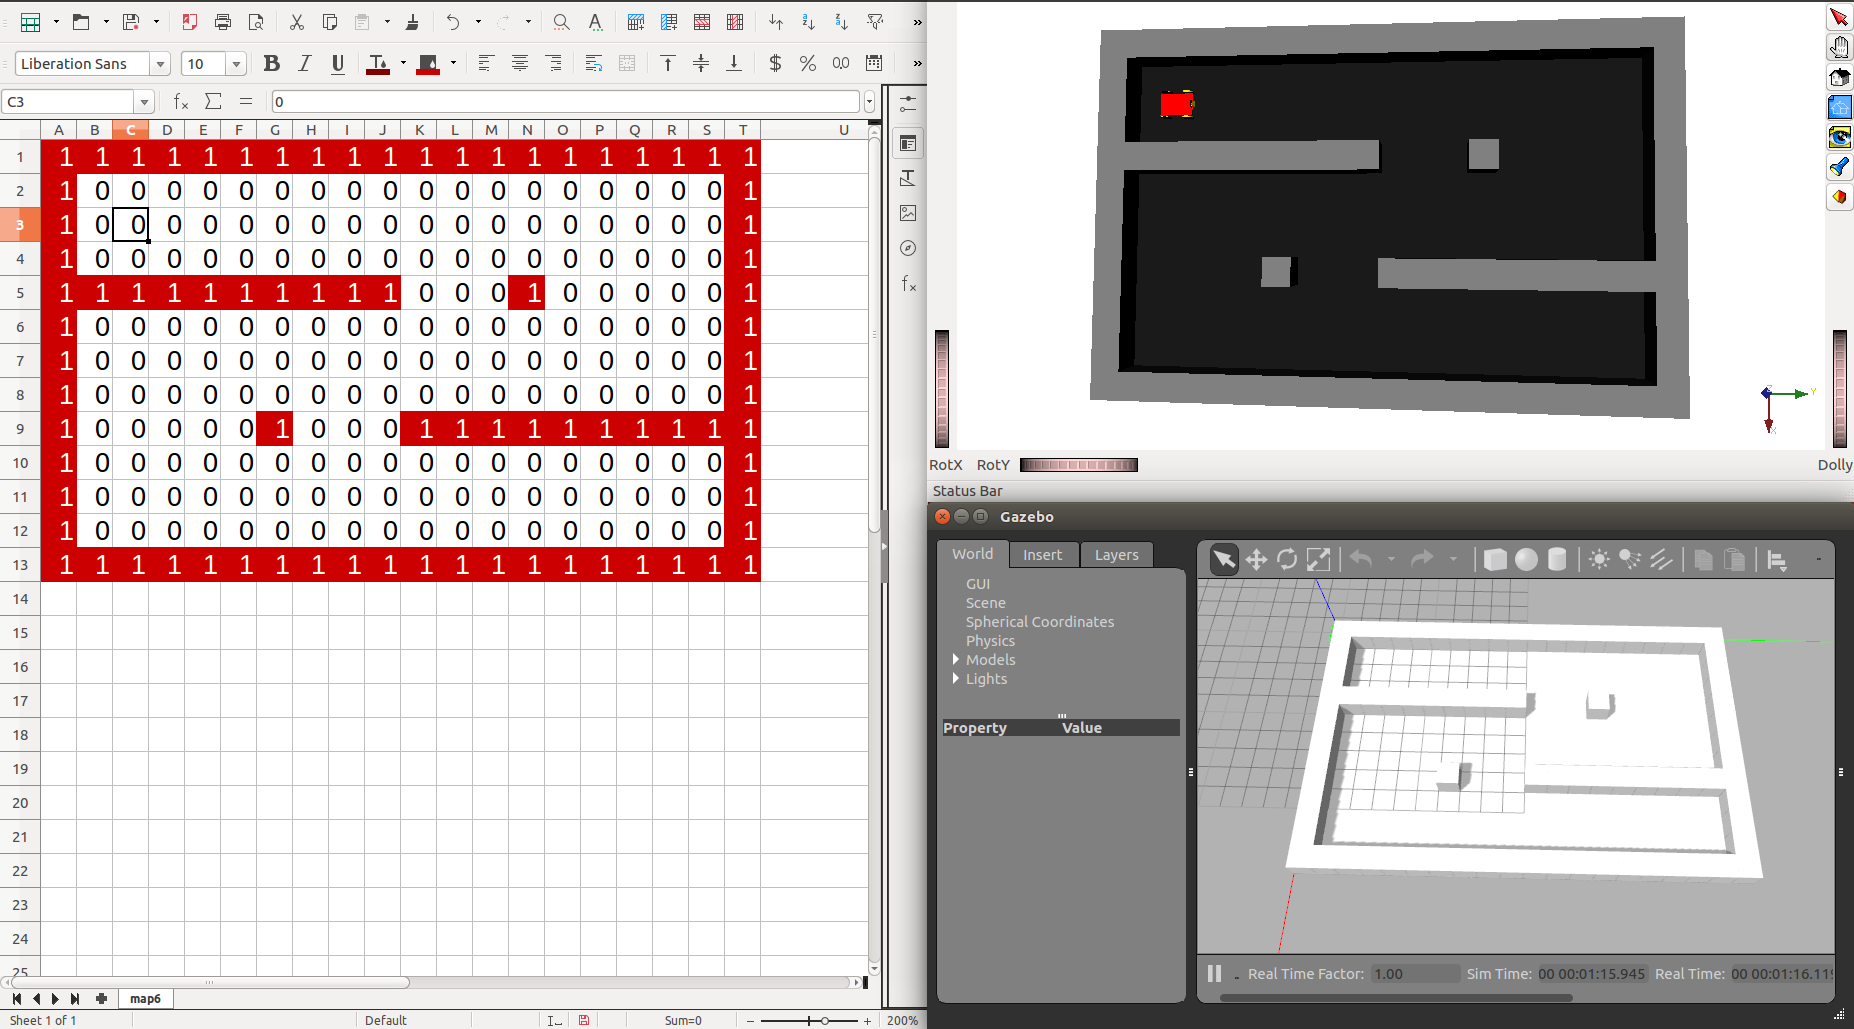 Liberation Sans 10 B I U
C3 fx Σ = 0
A B C D E F G H I J K L M N O P Q R S T U
1 1 1 1 1 1 1 1 1 1 1 1 1 1 1 1 1 1 1 1 1
2 1 0 0 0 0 0 0 0 0 0 0 0 0 0 0 0 0 0 0 1
3 1 0 0 0 0 0 0 0 0 0 0 0 0 0 0 0 0 0 0 1
4 1 0 0 0 0 0 0 0 0 0 0 0 0 0 0 0 0 0 0 1
5 1 1 1 1 1 1 1 1 1 1 0 0 0 1 0 0 0 0 0 1
6 1 0 0 0 0 0 0 0 0 0 0 0 0 0 0 0 0 0 0 1
7 1 0 0 0 0 0 0 0 0 0 0 0 0 0 0 0 0 0 0 1
8 1 0 0 0 0 0 0 0 0 0 0 0 0 0 0 0 0 0 0 1
9 1 0 0 0 0 0 1 0 0 0 1 1 1 1 1 1 1 1 1 1
10 1 0 0 0 0 0 0 0 0 0 0 0 0 0 0 0 0 0 0 1
11 1 0 0 0 0 0 0 0 0 0 0 0 0 0 0 0 0 0 0 1
12 1 0 0 0 0 0 0 0 0 0 0 0 0 0 0 0 0 0 0 1
13 1 1 1 1 1 1 1 1 1 1 1 1 1 1 1 1 1 1 1 1
14
15
16
17
18
19
20
21
22
23
24
25
map6
Sheet 1 of 1 Default Sum=0 200%
Y
RotX RotY Dolly
Status Bar
Gazebo
World Insert Layers
GUI
Scene
Spherical Coordinates
Physics
Models
Lights
Property Value
Real Time Factor: 1.00 Sim Time: 00 00:01:15.945 Real Time: 00 00:01:16.119